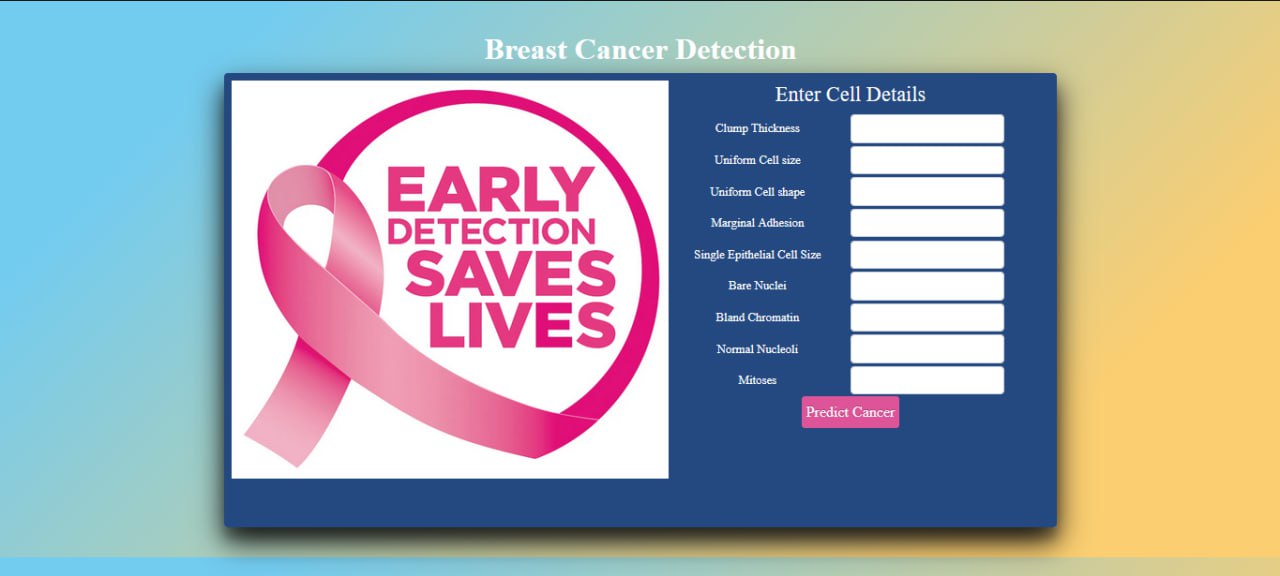 Breast Cancer Detection
EARLY
DETECTION
SAVES
LIVES
Enter Cell Details
Clump Thickness
Uniform Cell size
Uniform Cell shape
Marginal Adhesion
Single Epithelial Cell Size
Bare Nuclei
Bland Chromatin
Normal Nucleoli
Mitoses
Predict Cancer